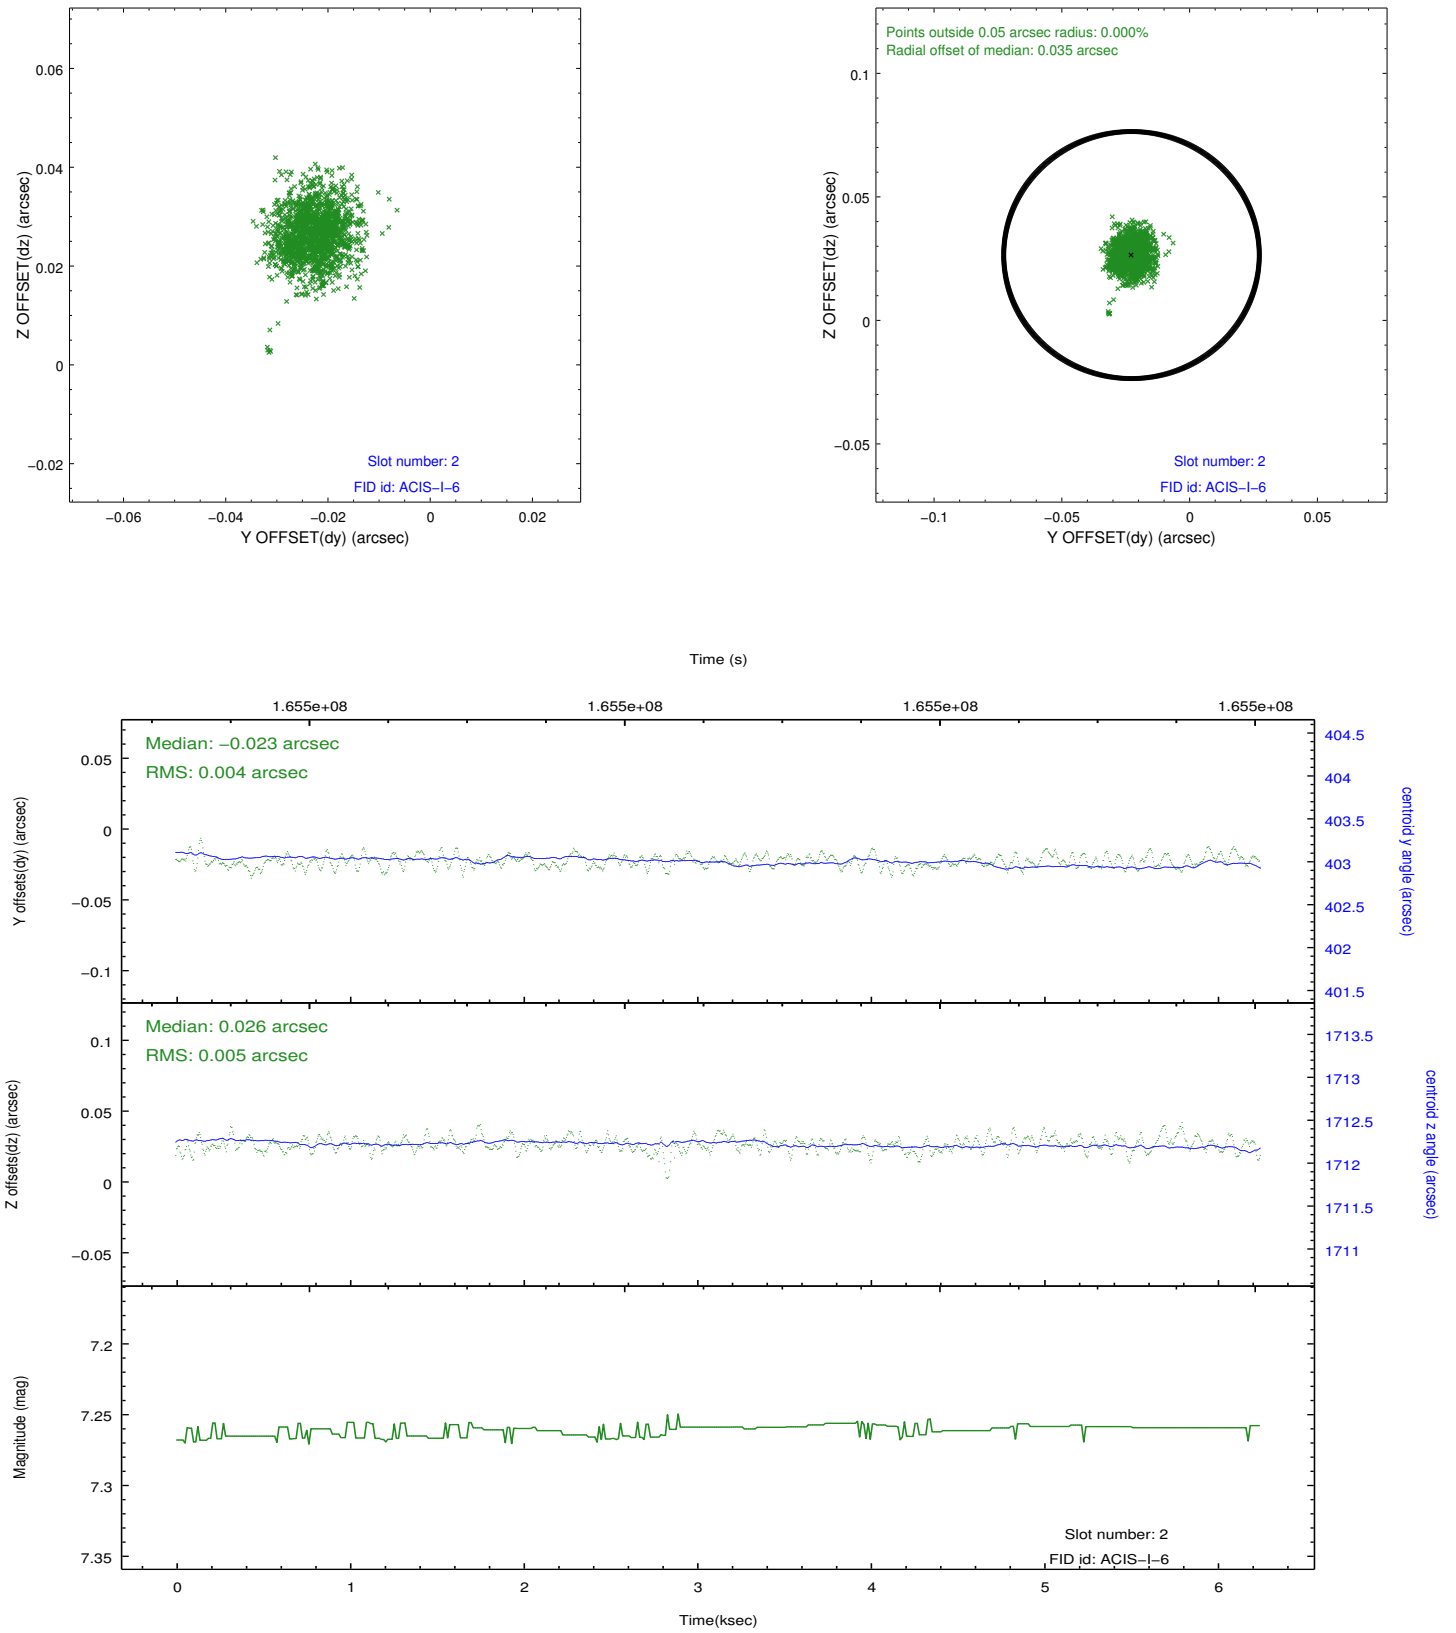 0.06
0.04
0.02
0
−0.02
Z OFFSET(dz) (arcsec)
Slot number: 2
FID id: ACIS−I−6
−0.06 −0.04 −0.02 0 0.02
Y OFFSET(dy) (arcsec)
Points outside 0.05 arcsec radius: 0.000%
Radial offset of median: 0.035 arcsec
0.1
0.05
0
−0.05
Z OFFSET(dz) (arcsec)
Slot number: 2
FID id: ACIS−I−6
−0.1 −0.05 0 0.05
Y OFFSET(dy) (arcsec)
Time (s)
1.655e+08 1.655e+08 1.655e+08 1.655e+08
Median: −0.023 arcsec
RMS: 0.004 arcsec
0.05
0
−0.05
−0.1
Y offsets(dy) (arcsec)
404.5
404
403.5
403
402.5
402
401.5
centroid y angle (arcsec)
Median: 0.026 arcsec
RMS: 0.005 arcsec
0.1
0.05
0
−0.05
Z offsets(dz) (arcsec)
1713.5
1713
1712.5
1712
1711.5
1711
centroid z angle (arcsec)
7.2
7.25
7.3
7.35
Magnitude (mag)
Slot number: 2
FID id: ACIS−I−6
0 1 2 3 4 5 6
Time(ksec)